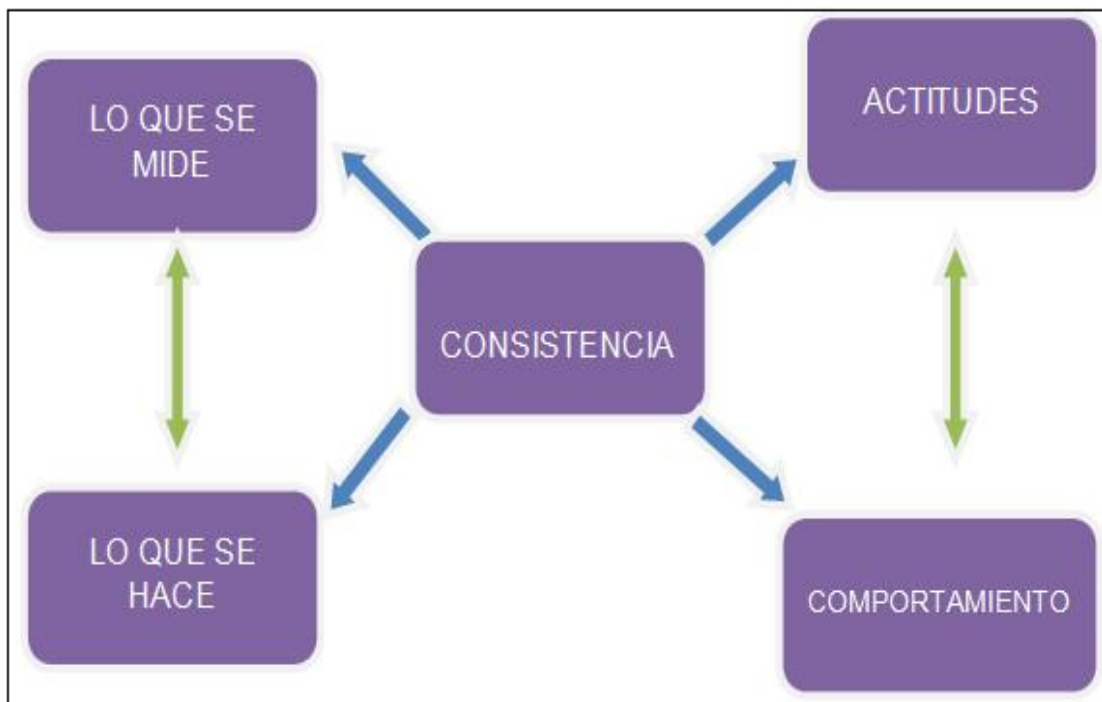 LO QUE SE
MIDE
ACTITUDES
CONSISTENCIA
LO QUE SE
HACE
COMPORTAMIENTO